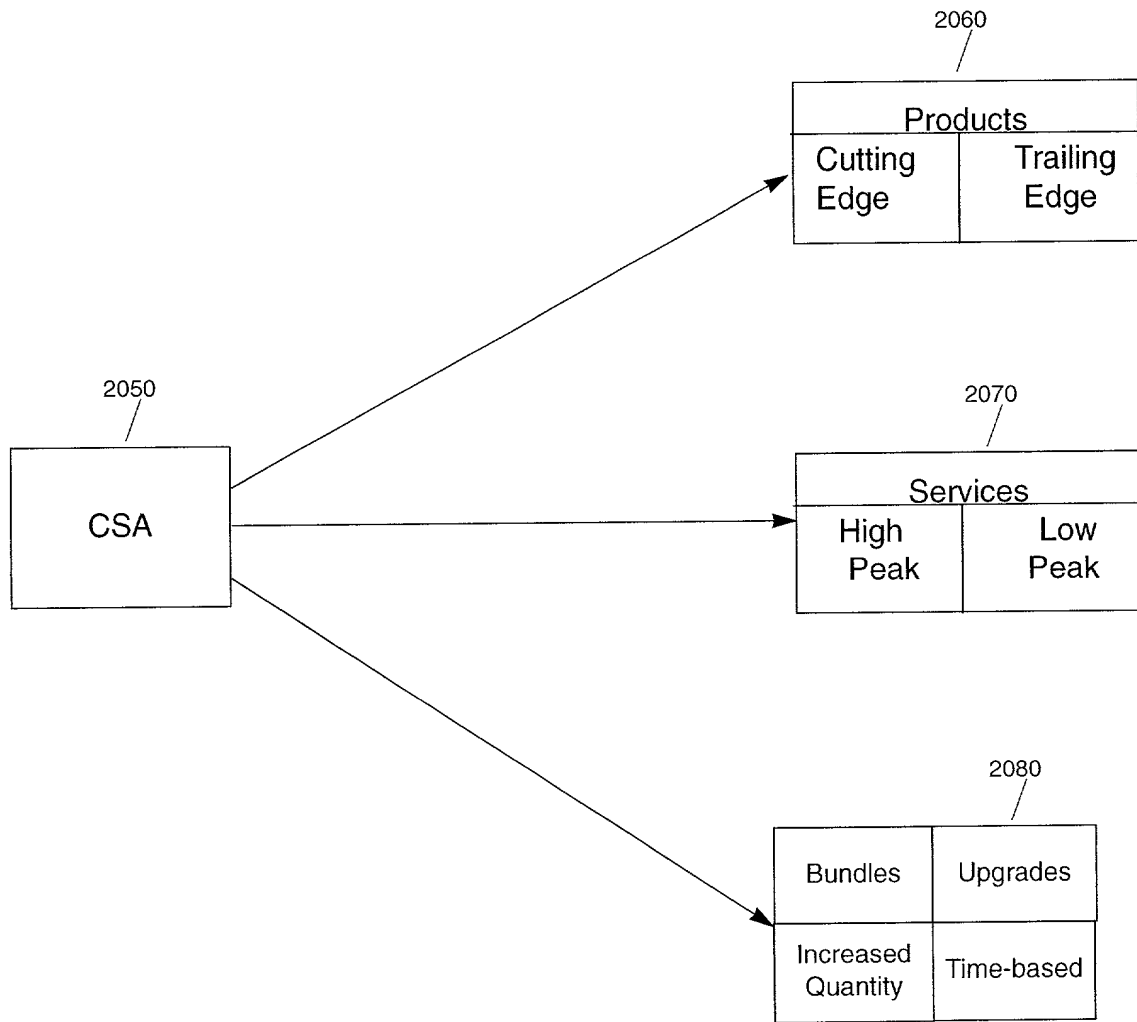 2060
Products
Cutting
Edge
Trailing
Edge
2050
CSA
2070
Services
High
Peak
Low
Peak
2080
Bundles
Upgrades
Increased
Quantity
Time-based